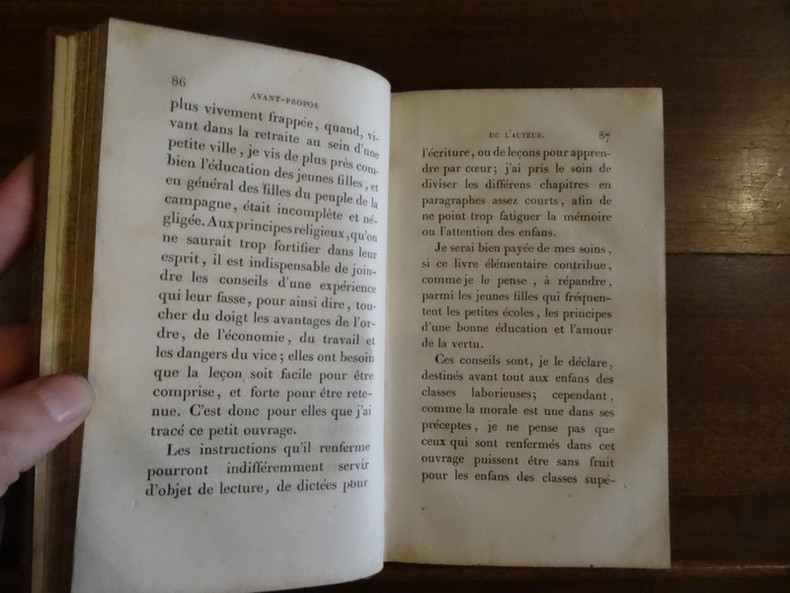 86
AVANT-PROPOS
plus vivement frappée, quand, vi-
vant dans la retraite au sein d'une
petite ville, je vis de plus près com-
bien l'éducation des jeunes filles, et
en général des filles du peuple de la
campagne, était incomplète et né-
gligée. Aux principes religieux, qu'on
ne saurait trop fortifier dans leur
esprit, il est indispensable de join-
dre les conseils d'une expérience
qui leur fasse, pour ainsi dire, tou-
cher du doigt les avantages de l'or-
dre, de l'économie, du travail et
les dangers du vice; elles ont besoin
que la leçon soit facile pour être
comprise, et forte pour être rete-
nue. C'est donc pour elles que j'ai
tracé ce petit ouvrage.
Les instructions qu'il renferme
pourront indifféremment servir
d'objet de lecture, de dictées pour
DE L'AUTEUR. 87
l'écriture, ou de leçons pour appren-
dre par cœur; j'ai pris le soin de
diviser les différens chapitres en
paragraphes assez courts, afin de
ne point trop fatiguer la mémoire
ou l'attention des enfans.
Je serai bien payée de mes soins,
si ce livre élémentaire contribue,
comme je le pense, à répandre,
parmi les jeunes filles qui fréquen-
tent les petites écoles, les principes
d'une bonne éducation et l'amour
de la vertu.
Ces conseils sont, je le déclare,
destinés avant tout aux enfans des
classes laborieuses; cependant,
comme la morale est une dans ses
préceptes, je ne pense pas que
ceux qui sont renfermés dans cet
ouvrage puissent être sans fruit
pour les enfans des classes supé-